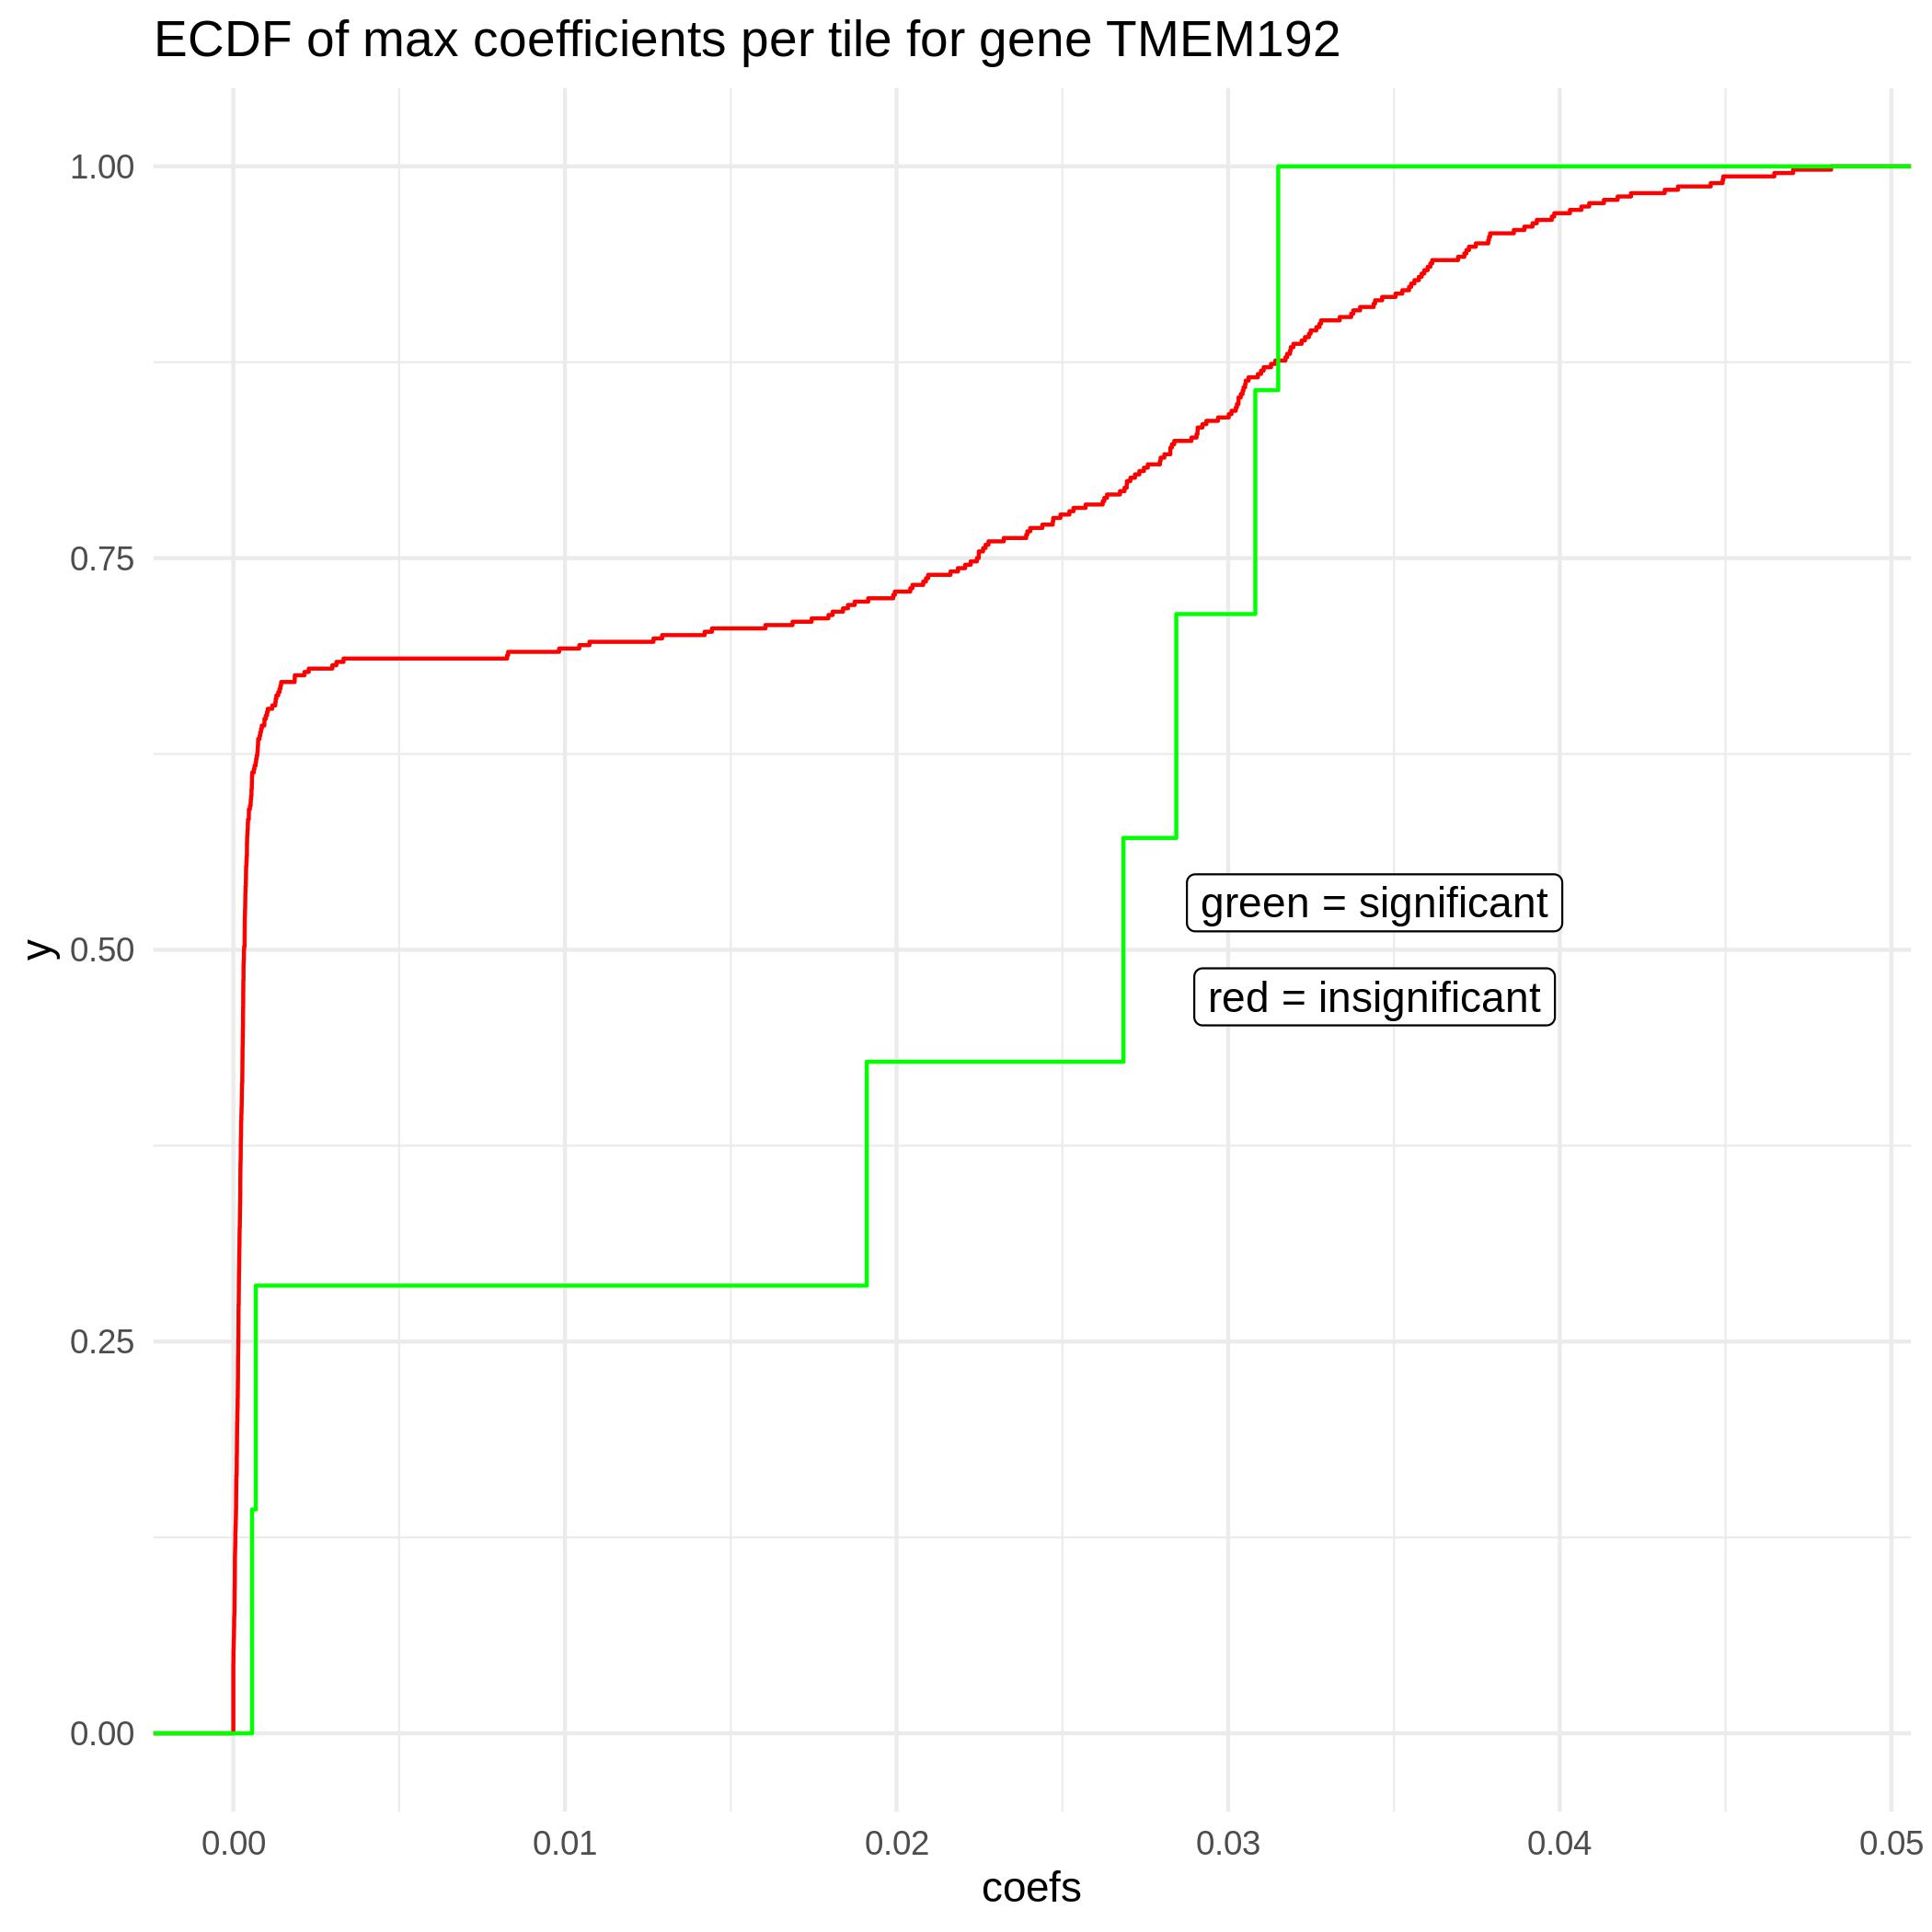 ECDF of max coefficients per tile for gene TMEM192
1.00
0.75
0.50
0.25
0.00
y
green = significant
red = insignificant
0.00 0.01 0.02 0.03 0.04 0.05
coefs